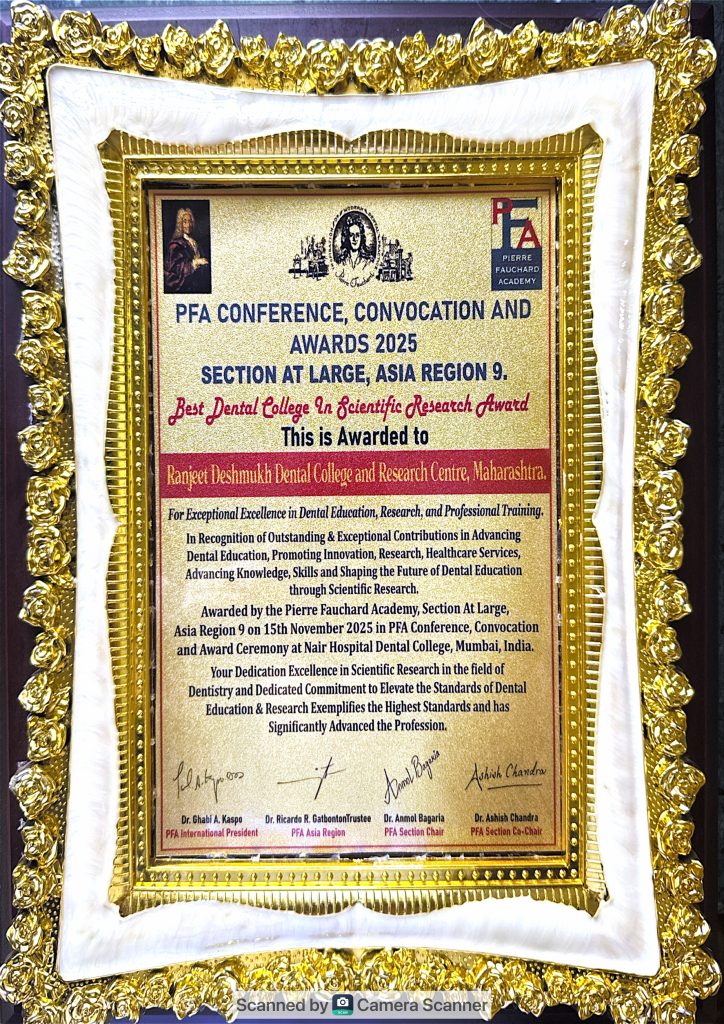 PFA
PIERRE
FAUCHARD
ACADEMY
PFA CONFERENCE, CONVOCATION AND
AWARDS 2025
SECTION AT LARGE, ASIA REGION 9.
Best Dental College In Scientific Research Award
This is Awarded to
Ranjeet Deshmukh Dental College and Research Centre, Maharashtra.
For Exceptional Excellence in Dental Education, Research, and Professional Training.
In Recognition of Outstanding & Exceptional Contributions in Advancing
Dental Education, Promoting Innovation, Research, Healthcare Services,
Advancing Knowledge, Skills and Shaping the Future of Dental Education
through Scientific Research.
Awarded by the Pierre Fauchard Academy, Section At Large,
Asia Region 9 on 15th November 2025 in PFA Conference, Convocation
and Award Ceremony at Nair Hospital Dental College, Mumbai, India.
Your Dedication Excellence in Scientific Research in the field of
Dentistry and Dedicated Commitment to Elevate the Standards of Dental
Education & Research Exemplifies the Highest Standards and has
Significantly Advanced the Profession.
Anmol Bagaria
Ashish Chandra
Dr. Ghabi A. Kaspo
Dr. Ricardo R. GatbontonTrustee
Dr. Anmol Bagaria
Dr. Ashish Chandra
PFA International President
PFA Asia Region
PFA Section Chair
PFA Section Co-Chair
Scanned by Camera Scanner